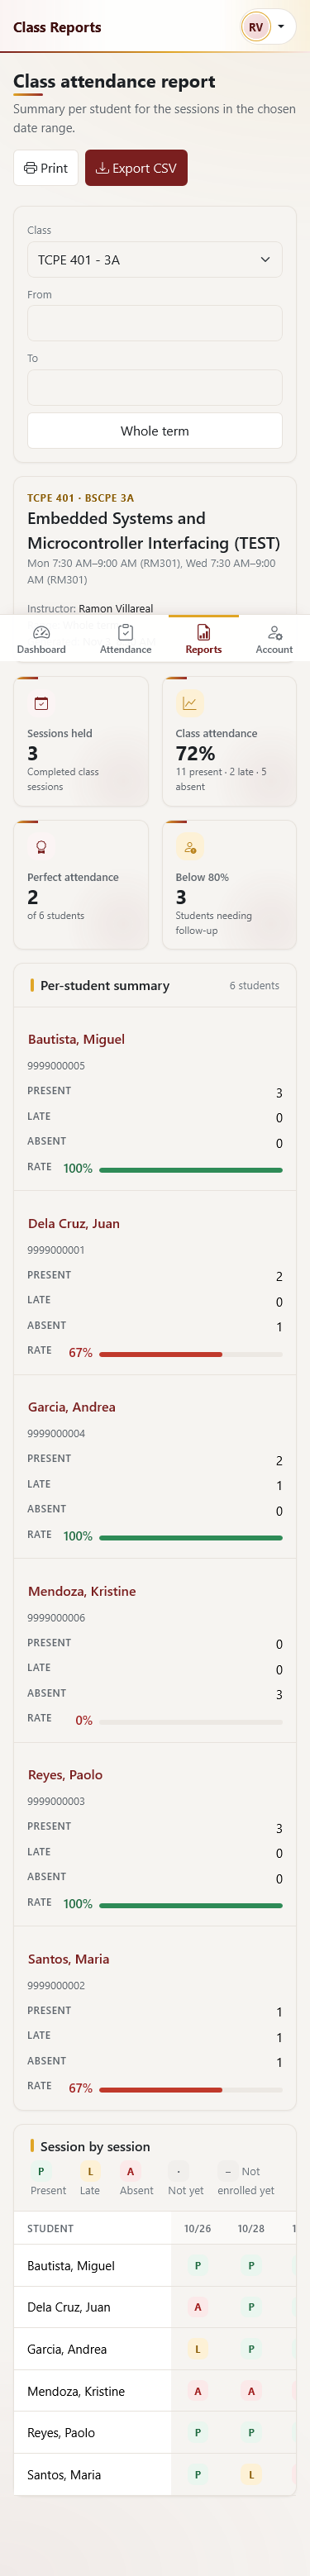 Class Reports
RV
Class attendance report
Summary per student for the sessions in the chosen
date range.
Print
Export CSV
Class
TCPE 401 - 3A
From
To
Whole term
TCPE 401 · BSCPE 3A
Embedded Systems and
Microcontroller Interfacing (TEST)
Mon 7:30 AM–9:00 AM (RM301), Wed 7:30 AM–9:00
AM (RM301)
Instructor: Ramon Villareal
Dashboard
Attendance
Reports
Account
Sessions held
3
Completed class
sessions
Class attendance
72%
11 present · 2 late · 5
absent
Perfect attendance
2
of 6 students
Below 80%
3
Students needing
follow-up
Per-student summary
6 students
Bautista, Miguel
9999000005
PRESENT 3
LATE 0
ABSENT 0
RATE 100%
Dela Cruz, Juan
9999000001
PRESENT 2
LATE 0
ABSENT 1
RATE 67%
Garcia, Andrea
9999000004
PRESENT 2
LATE 1
ABSENT 0
RATE 100%
Mendoza, Kristine
9999000006
PRESENT 0
LATE 0
ABSENT 3
RATE 0%
Reyes, Paolo
9999000003
PRESENT 3
LATE 0
ABSENT 0
RATE 100%
Santos, Maria
9999000002
PRESENT 1
LATE 1
ABSENT 1
RATE 67%
Session by session
P Present
L Late
A Absent
· Not yet
– Not enrolled yet
STUDENT 10/26 10/28
Bautista, Miguel P P
Dela Cruz, Juan A P
Garcia, Andrea L P
Mendoza, Kristine A A
Reyes, Paolo P P
Santos, Maria P L